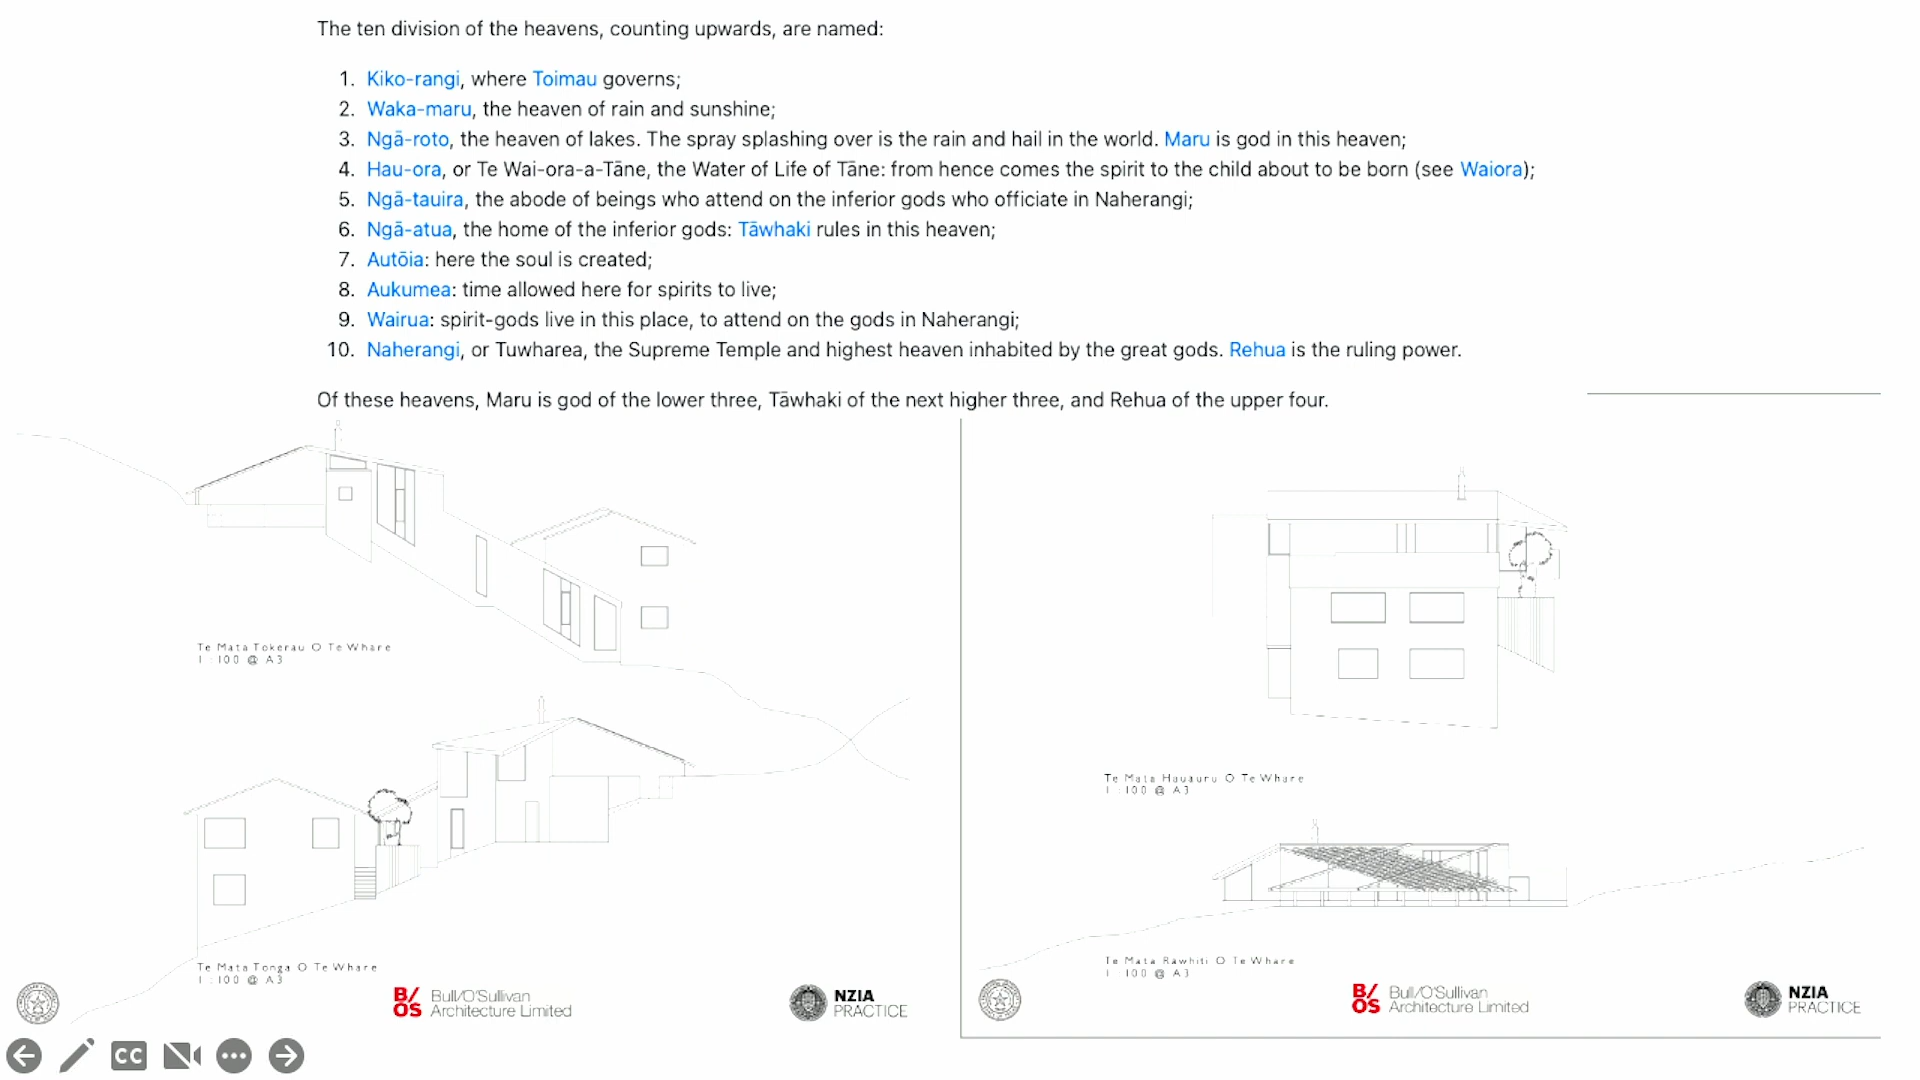 The ten division of the heavens, counting upwards, are named:
1. Kiko-rangi, where Toimau governs;
2. Waka-maru, the heaven of rain and sunshine;
3. Ngā-roto, the heaven of lakes. The spray splashing over is the rain and hail in the world. Maru is god in this heaven;
4. Hau-ora, or Te Wai-ora-a-Tāne, the Water of Life of Tāne: from hence comes the spirit to the child about to be born (see Waiora);
5. Ngā-tauira, the abode of beings who attend on the inferior gods who officiate in Naherangi;
6. Ngā-atua, the home of the inferior gods: Tāwhaki rules in this heaven;
7. Autōia: here the soul is created;
8. Aukumea: time allowed here for spirits to live;
9. Wairua: spirit-gods live in this place, to attend on the gods in Naherangi;
10. Naherangi, or Tuwharea, the Supreme Temple and highest heaven inhabited by the great gods. Rehua is the ruling power.
Of these heavens, Maru is god of the lower three, Tāwhaki of the next higher three, and Rehua of the upper four.
Te Mata Tokerau O Te Whare
1 : 100 @ A3
Te Mata Tonga O Te Whare
1 : 100 @ A3
B/OS Bull/O'Sullivan
Architecture Limited
NZIA
PRACTICE
Te Mata Hauauru O Te Whare
1 : 100 @ A3
Te Mata Rawhiti O Te Whare
1 : 100 @ A3
B/OS Bull/O'Sullivan
Architecture Limited
NZIA
PRACTICE
CC